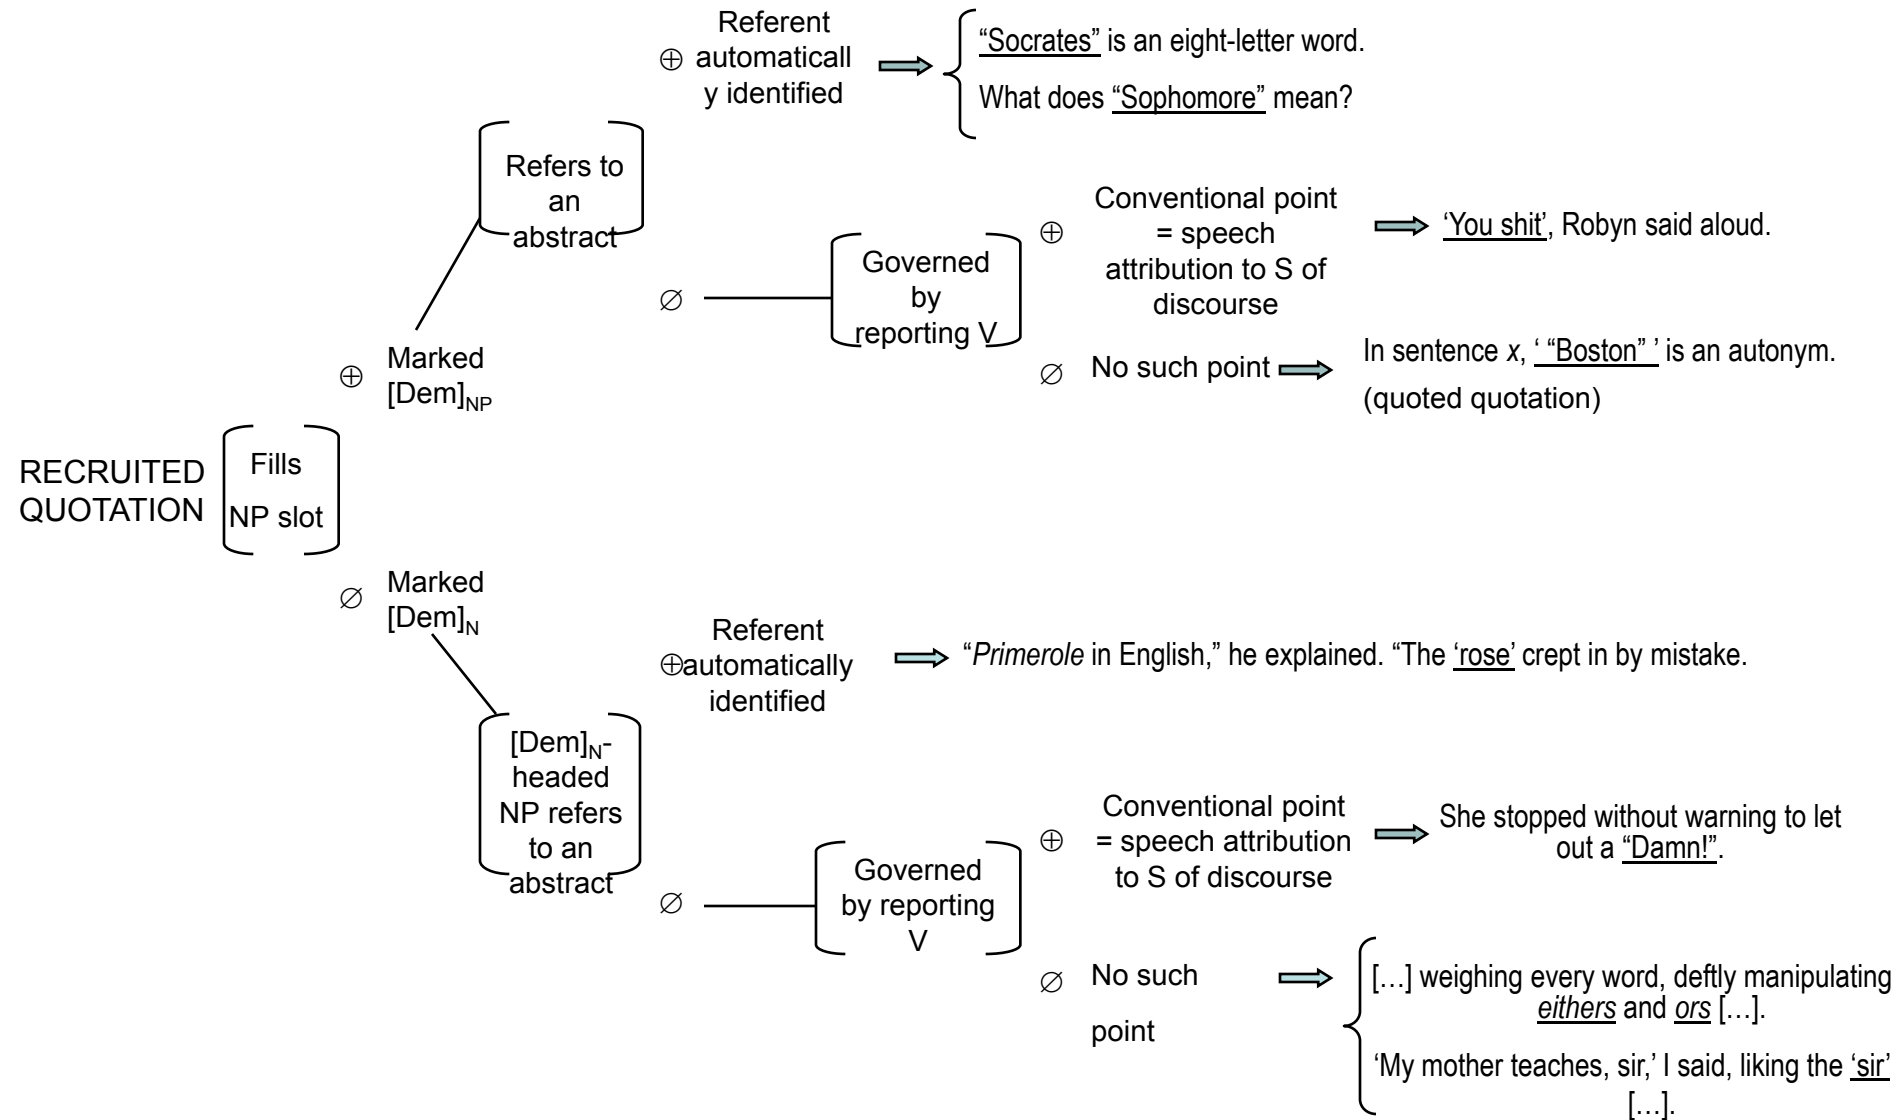 RECRUITED
QUOTATION
Fills
NP slot
⊕
Marked
[Dem]NP
Refers to
an
abstract
⊕
Referent
automaticall
y identified
“Socrates” is an eight-letter word.
What does “Sophomore” mean?
∅
Governed
by
reporting V
⊕
Conventional point
= speech
attribution to S of
discourse
‘You shit’, Robyn said aloud.
∅
No such point
In sentence x, ‘ “Boston” ’ is an autonym.
(quoted quotation)
∅
Marked
[Dem]N
[Dem]N-
headed
NP refers
to an
abstract
⊕
Referent
automatically
identified
“Primerole in English,” he explained. “The ‘rose’ crept in by mistake.
∅
Governed
by reporting
V
⊕
Conventional point
= speech attribution
to S of discourse
She stopped without warning to let
out a “Damn!”.
∅
No such
point
[…] weighing every word, deftly manipulating
eithers and ors […].
‘My mother teaches, sir,’ I said, liking the ‘sir’
[…].